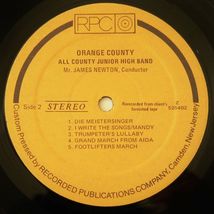 RPC
ORANGE COUNTY
ALL COUNTY JUNIOR HIGH BAND
Mr. JAMES NEWTON, Conductor
Side 2 STEREO
Rerecorded from client's
furnished tape
Z
525402
1. DIE MEISTERSINGER
2. I WRITE THE SONGS/MANDY
3. TRUMPETER'S LULLABY
4. GRAND MARCH FROM AIDA
5. FOOTLIFTERS MARCH
Custom Pressed by RECORDED PUBLICATIONS COMPANY, Camden, New Jersey